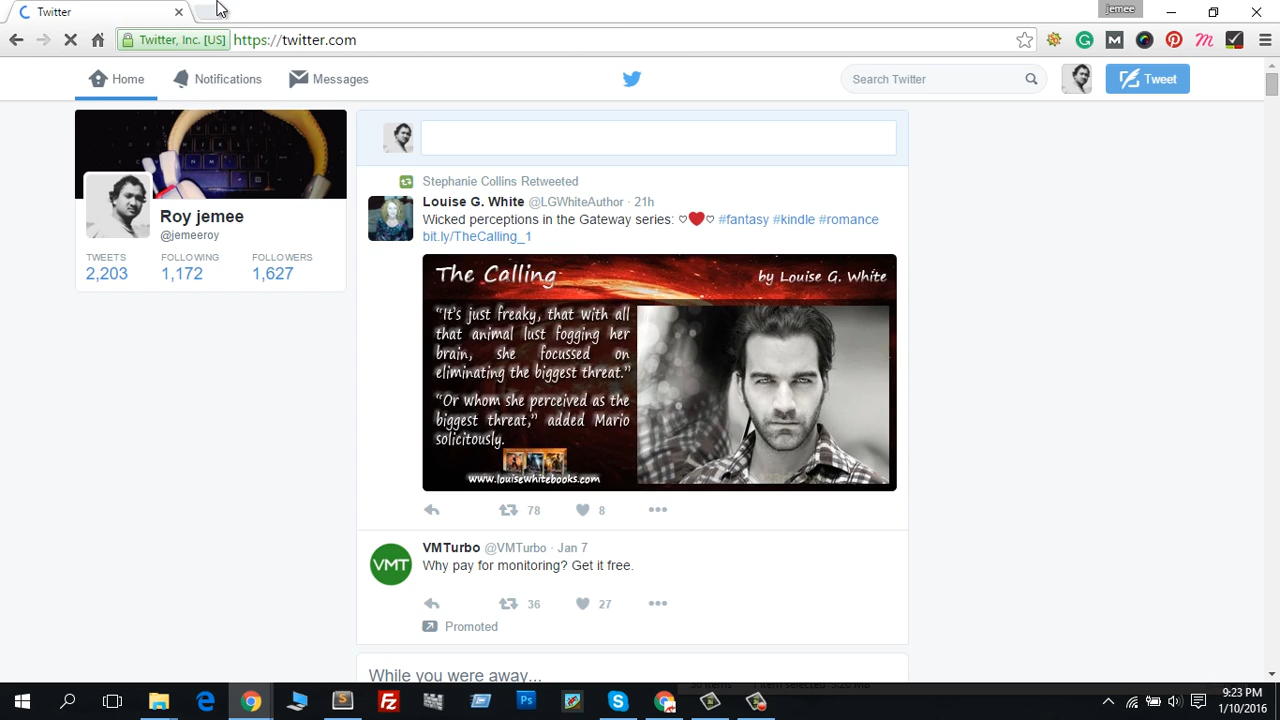 Twitter
jemee
Twitter, Inc. [US] https://twitter.com
Home
Notifications
Messages
Search Twitter
Tweet
Roy jemee
@jemeeroy
TWEETS FOLLOWING FOLLOWERS
2,203 1,172 1,627
Stephanie Collins Retweeted
Louise G. White @LGWhiteAuthor · 21h
Wicked perceptions in the Gateway series: ♡❤♡ #fantasy #kindle #romance
bit.ly/TheCalling_1
The Calling by Louise G. White
“It's just freaky, that with all
that animal lust fogging her
brain, she focussed on
eliminating the biggest threat.”
“Or whom she perceived as the
biggest threat,” added Mario
solicitously.
www.louisewhitebooks.com
78 8
VMT
VMTurbo @VMTurbo · Jan 7
Why pay for monitoring? Get it free.
36 27
Promoted
While you were away...
9:23 PM
1/10/2016